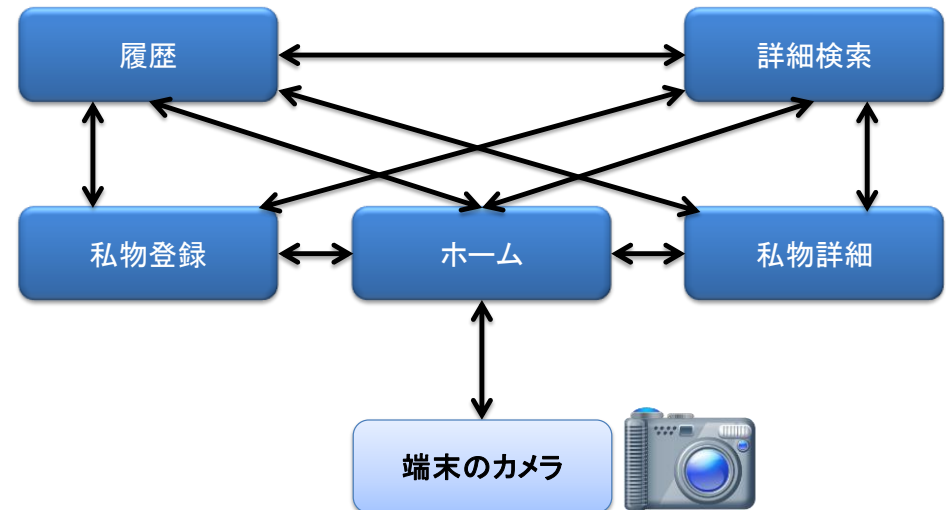 履歴
詳細検索
私物登録
ホーム
私物詳細
端末のカメラ